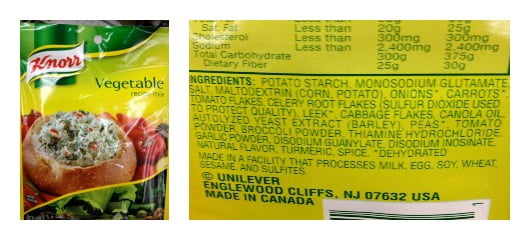 Knorr
Vegetable
recipe mix
Sat. Fat Less than 20g 25g
Cholesterol Less than 300mg 300mg
Sodium Less than 2,400mg 2,400mg
Total Carbohydrate 300g 375g
Dietary Fiber 25g 30g
INGREDIENTS: POTATO STARCH, MONOSODIUM GLUTAMATE,
SALT, MALTODEXTRIN (CORN, POTATO), ONIONS*, CARROTS*,
TOMATO FLAKES, CELERY ROOT FLAKES (SULFUR DIOXIDE USED
TO PROTECT QUALITY), LEEK*, CABBAGE FLAKES, CANOLA OIL,
AUTOLYZED YEAST EXTRACT (BARLEY), PEAS*, TOMATO
POWDER, BROCCOLI POWDER, THIAMINE HYDROCHLORIDE,
GARLIC POWDER, DISODIUM GUANYLATE, DISODIUM INOSINATE,
NATURAL FLAVOR, TURMERIC, SPICE. *DEHYDRATED
MADE IN A FACILITY THAT PROCESSES MILK, EGG, SOY, WHEAT,
SESAME, AND SULFITES.
© UNILEVER
ENGLEWOOD CLIFFS, NJ 07632 USA
MADE IN CANADA